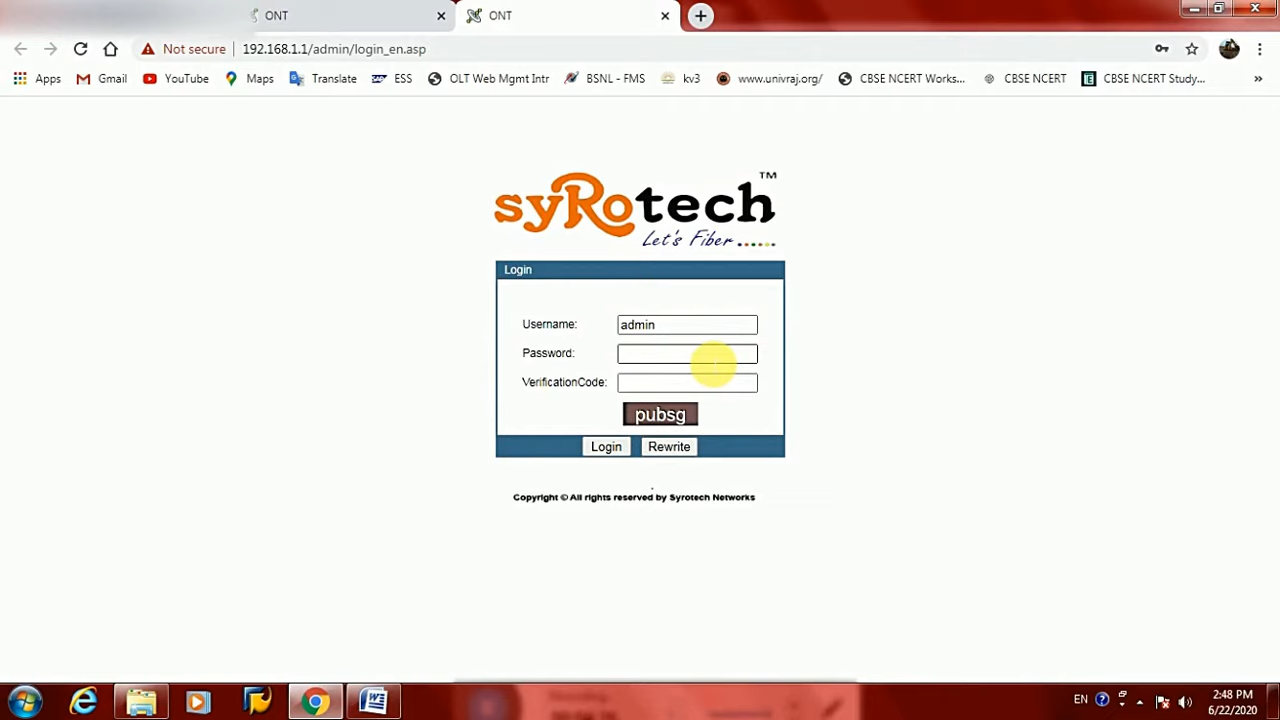 ONT
ONT
Not secure
192.168.1.1/admin/login_en.asp
Apps
Gmail
YouTube
Maps
Translate
ESS
OLT Web Mgmt Intr
BSNL - FMS
kv3
www.univraj.org/
CBSE NCERT Works...
CBSE NCERT
CBSE NCERT Study...
»
syRotech™
Let's Fiber .....
Login
Username: admin
Password:
VerificationCode:
pubsg
Login Rewrite
Copyright © All rights reserved by Syrotech Networks
EN
2:48 PM
6/22/2020